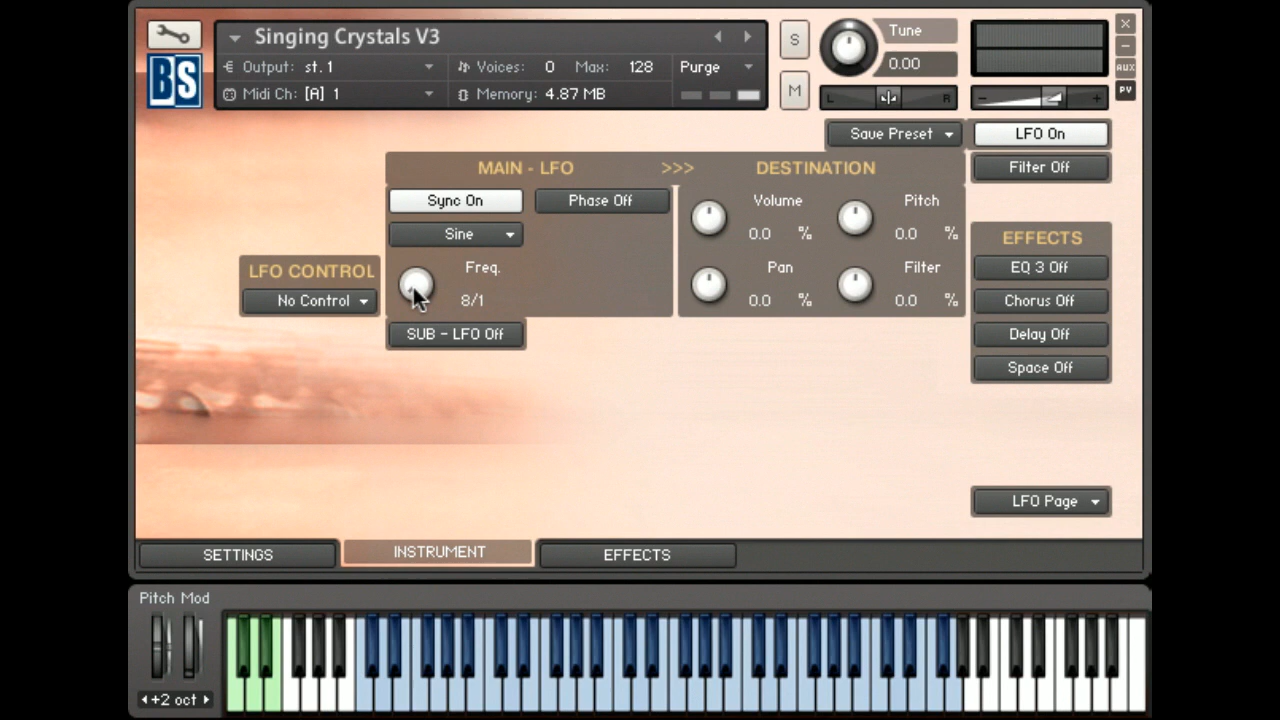 Singing Crystals V3
Output: st. 1
Voices: 0 Max: 128
Purge
Midi Ch: [A] 1
Memory: 4.87 MB
S
M
Tune
0.00
L R
- +
x
-
AUX
PV
BS
Save Preset
LFO On
Filter Off
MAIN - LFO >>> DESTINATION
Sync On
Phase Off
Sine
Freq.
8/1
SUB - LFO Off
LFO CONTROL
No Control
Volume
0.0 %
Pitch
0.0 %
Pan
0.0 %
Filter
0.0 %
EFFECTS
EQ 3 Off
Chorus Off
Delay Off
Space Off
LFO Page
SETTINGS
INSTRUMENT
EFFECTS
Pitch Mod
+2 oct